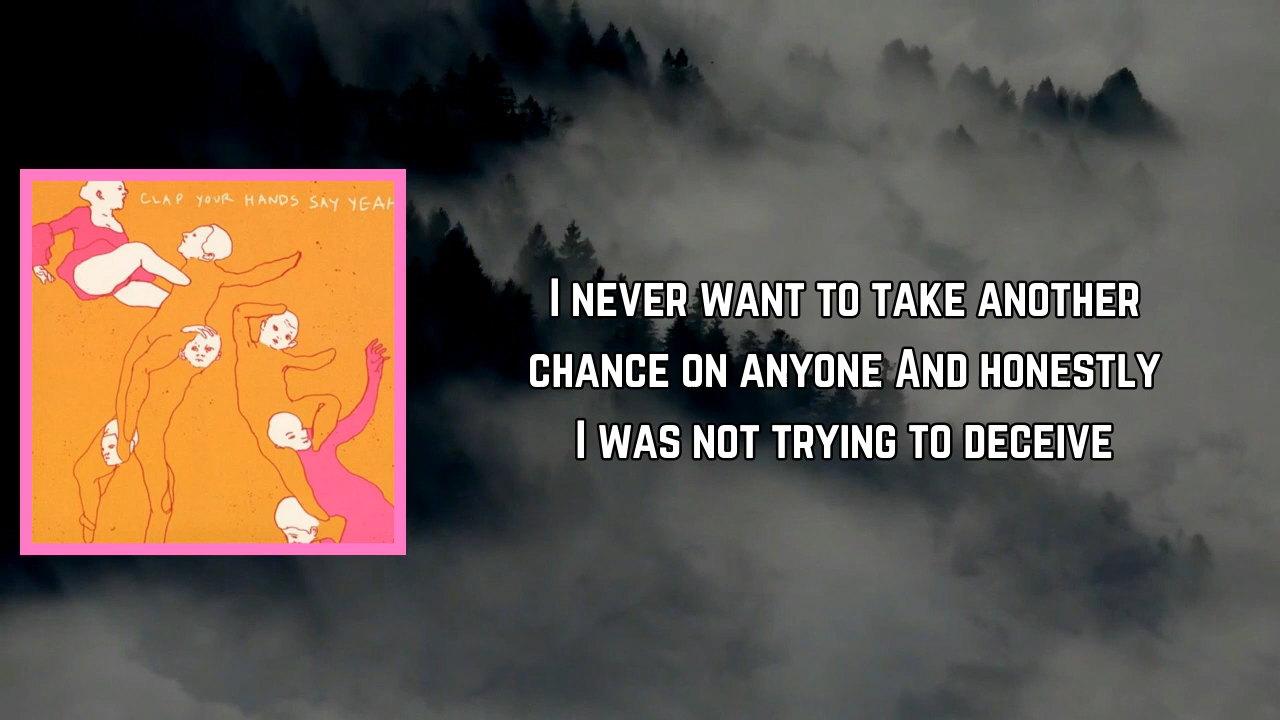 CLAP YOUR HANDS SAY YEAH
I NEVER WANT TO TAKE ANOTHER
CHANCE ON ANYONE AND HONESTLY
I WAS NOT TRYING TO DECEIVE